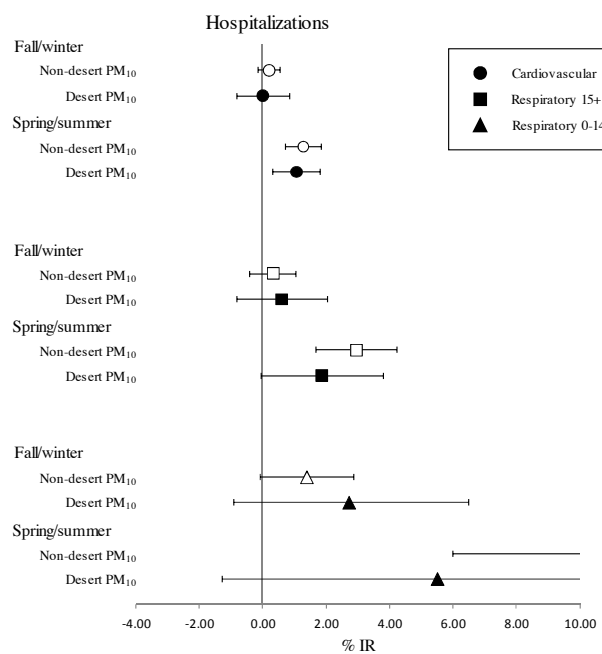 Hospitalizations
Fall/winter
Non-desert PM₁₀
Desert PM₁₀
Spring/summer
Non-desert PM₁₀
Desert PM₁₀
Cardiovascular
Respiratory 15+
Respiratory 0-14
Fall/winter
Non-desert PM₁₀
Desert PM₁₀
Spring/summer
Non-desert PM₁₀
Desert PM₁₀
Fall/winter
Non-desert PM₁₀
Desert PM₁₀
Spring/summer
Non-desert PM₁₀
Desert PM₁₀
-4.00 -2.00 0.00 2.00 4.00 6.00 8.00 10.00
% IR